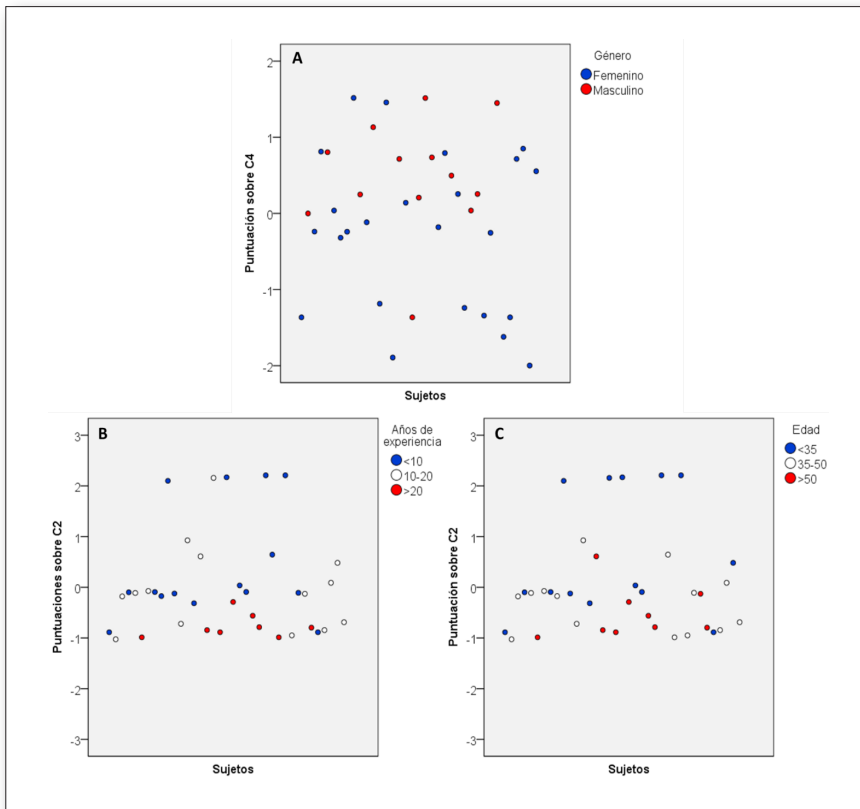 A
Género
Femenino
Masculino
Puntuación sobre C4
2
1
0
-1
-2
Sujetos
B
Años de
experiencia
<10
10-20
>20
Puntuaciones sobre C2
3
2
1
0
-1
-2
-3
Sujetos
C
Edad
<35
35-50
>50
Puntuación sobre C2
3
2
1
0
-1
-2
-3
Sujetos